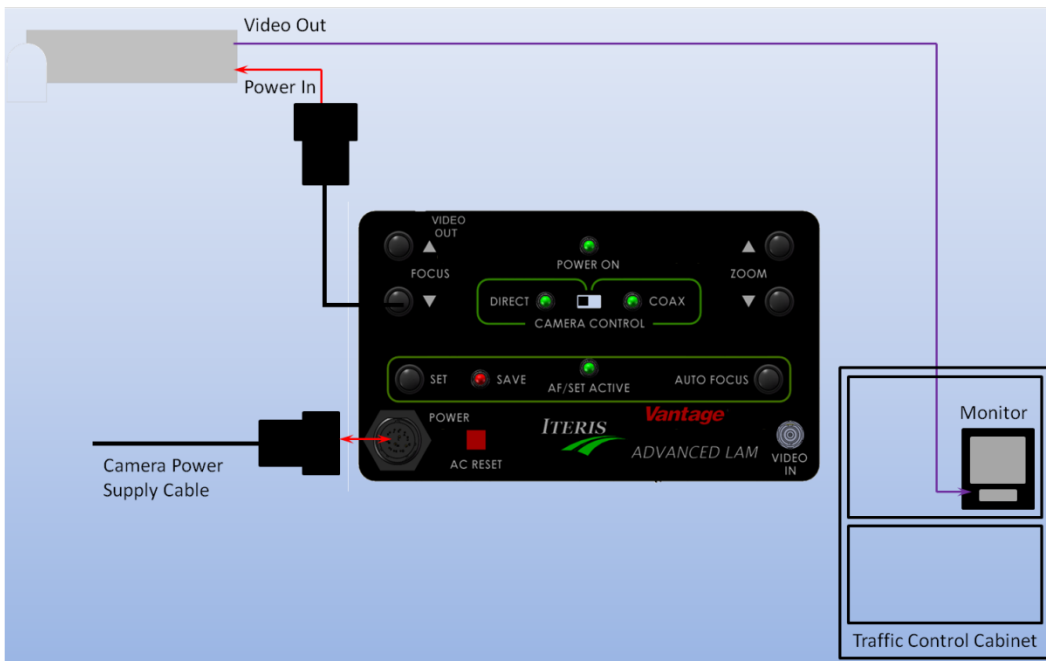 Video Out
Power In
VIDEO
OUT
FOCUS
POWER ON
ZOOM
DIRECT
COAX
CAMERA CONTROL
SET
SAVE
AF/SET ACTIVE
AUTO FOCUS
POWER
AC RESET
ITERIS
Vantage
ADVANCED LAM
VIDEO
IN
Camera Power
Supply Cable
Monitor
Traffic Control Cabinet